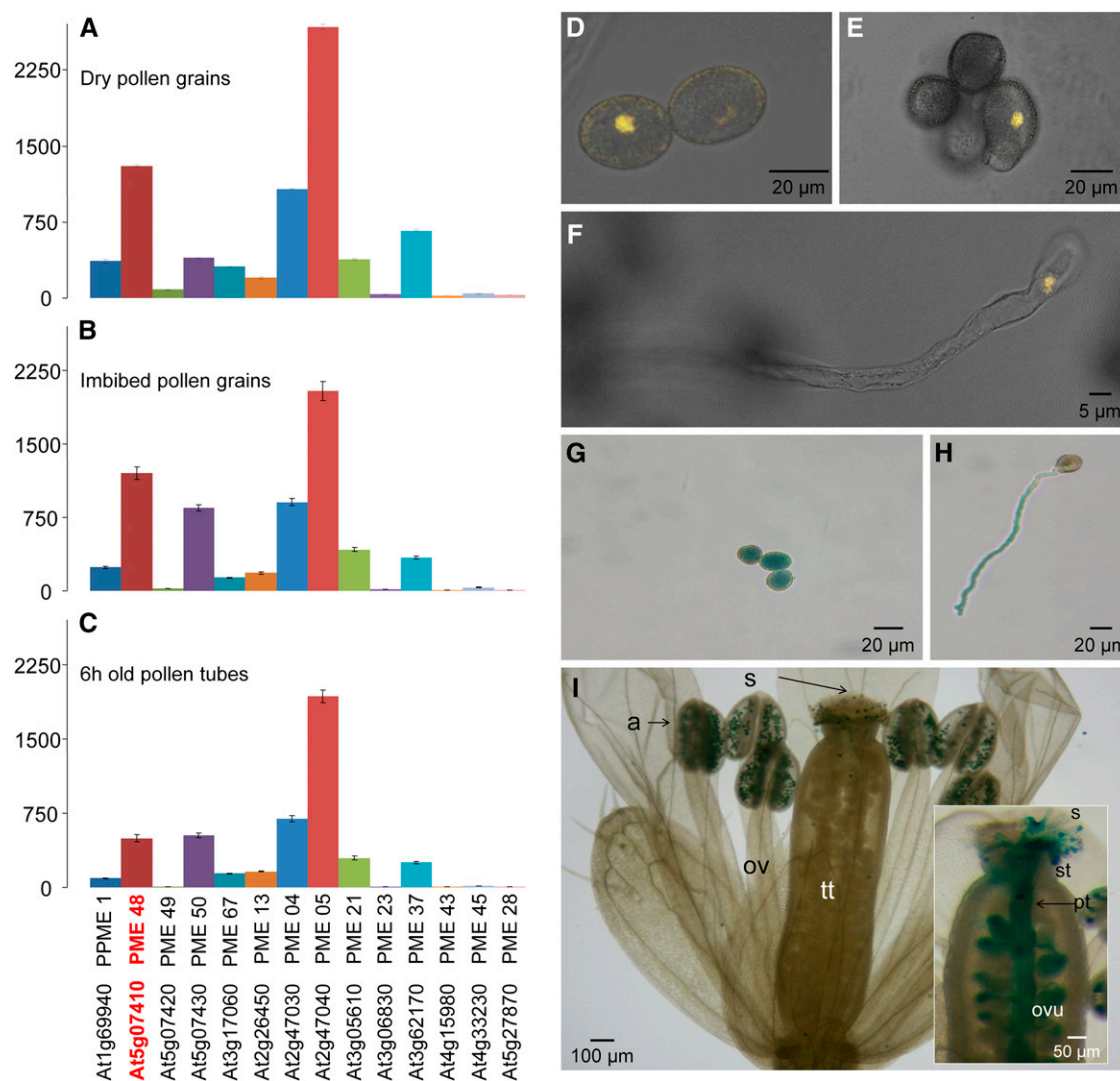 A
2250
Dry pollen grains
1500
750
0
B
2250
Imbibed pollen grains
1500
750
0
C
2250
6h old pollen tubes
1500
750
0
PPME 1
PME 48
PME 49
PME 50
PME 67
PME 13
PME 04
PME 05
PME 21
PME 23
PME 37
PME 43
PME 45
PME 28
At1g69940
At5g07410
At5g07420
At5g07430
At3g17060
At2g26450
At2g47030
At2g47040
At3g05610
At3g06830
At3g62170
At4g15980
At4g33230
At5g27870
D
20 µm
E
20 µm
F
5 µm
G
20 µm
H
20 µm
I
s
a
ov
tt
100 µm
s
st
pt
ovu
50 µm